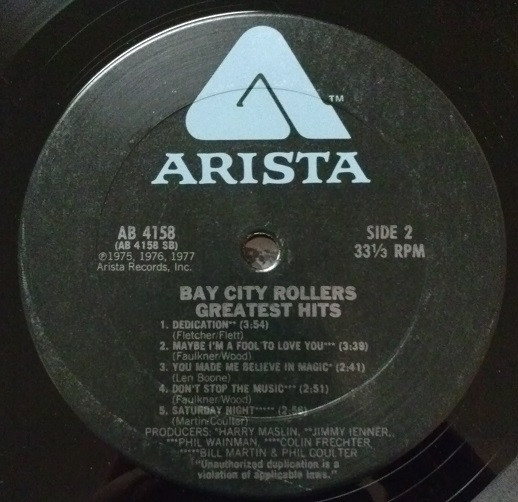 TM
ARISTA
AB 4158
(AB 4158 SB)
℗1975, 1976, 1977
Arista Records, Inc.
SIDE 2
33⅓ RPM
BAY CITY ROLLERS
GREATEST HITS
1. DEDICATION** (3:54)
(Fletcher/Flett)
2. MAYBE I'M A FOOL TO LOVE YOU*** (3:39)
(Faulkner/Wood)
3. YOU MADE ME BELIEVE IN MAGIC* (2:41)
(Len Boone)
4. DON'T STOP THE MUSIC*** (2:51)
(Faulkner/Wood)
5. SATURDAY NIGHT*****
(Martin/Coulter)
PRODUCERS: *HARRY MASLIN, **JIMMY IENNER,
***PHIL WAINMAN, ****COLIN FRECHTER
*****BILL MARTIN & PHIL COULTER
"Unauthorized duplication is a
violation of applicable laws."